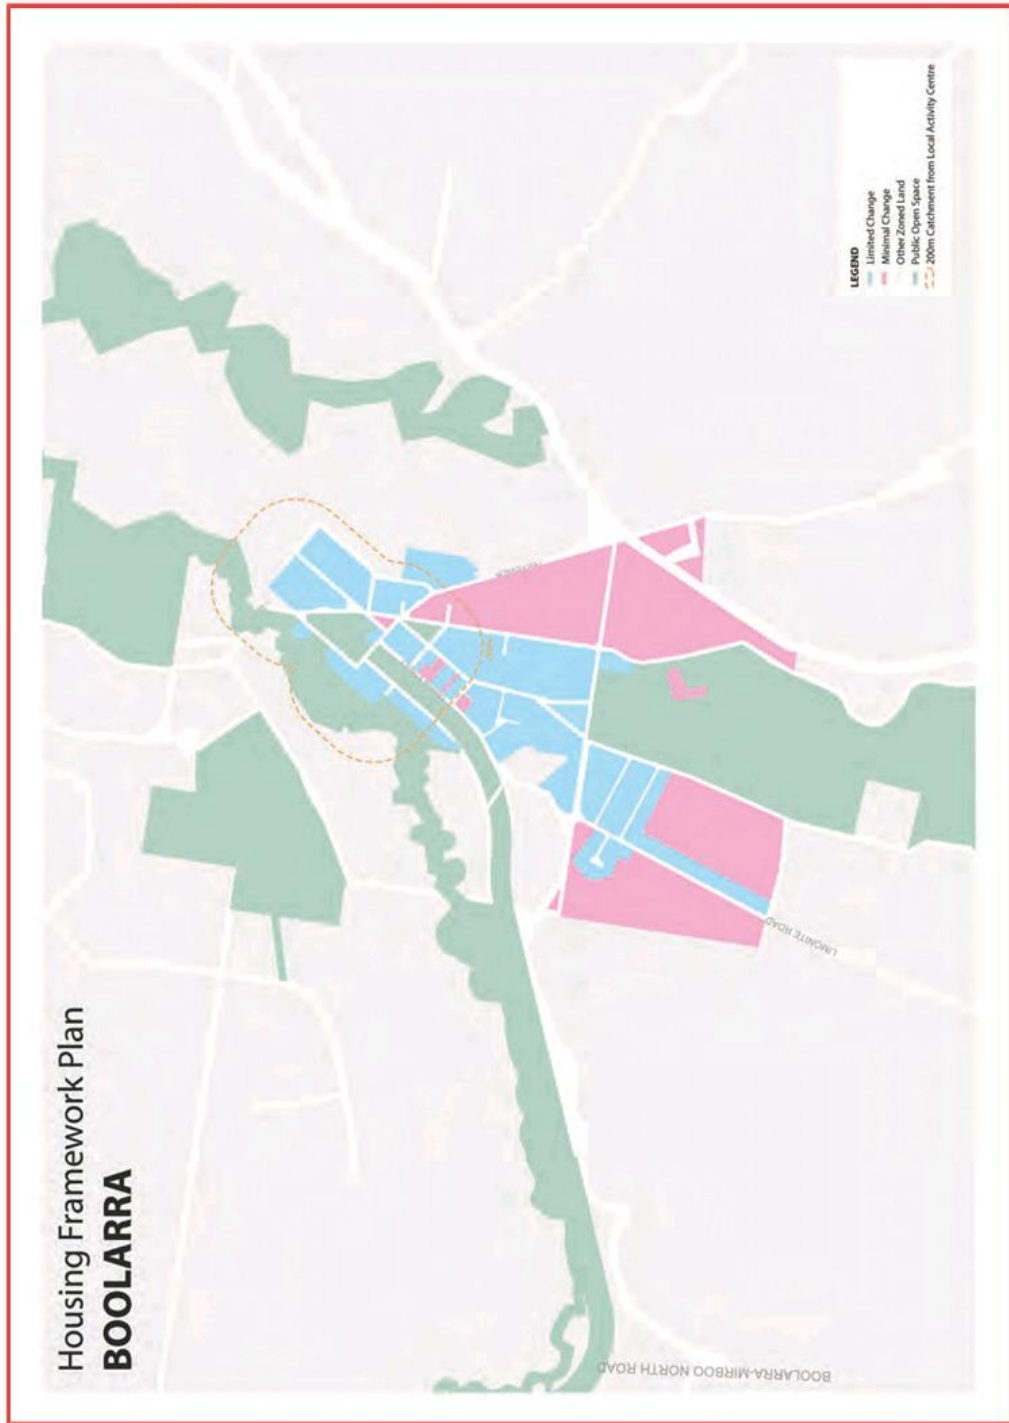 Housing Framework Plan
BOOLARRA
LEGEND
Limited Change
Minimal Change
Other Zoned Land
Public Open Space
200m Catchment from Local Activity Centre
LIMONITE ROAD
BOOLARRA-MIRBOO NORTH ROAD